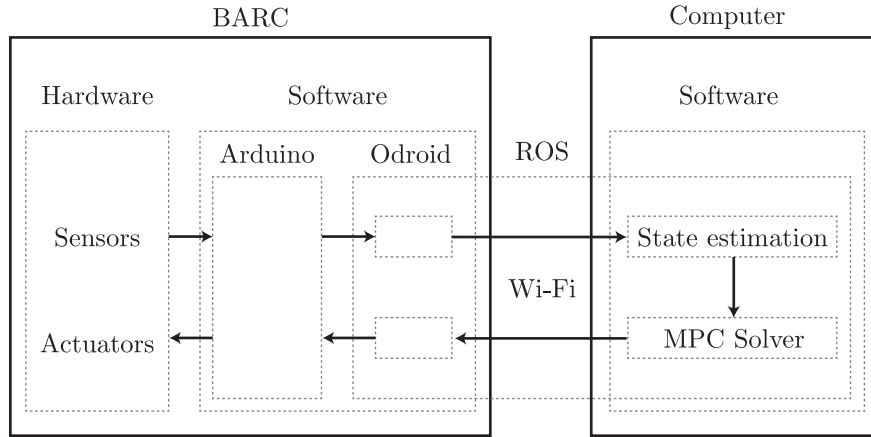 BARC
Computer
Hardware
Software
Software
Arduino
Odroid
ROS
Sensors
State estimation
Wi-Fi
Actuators
MPC Solver